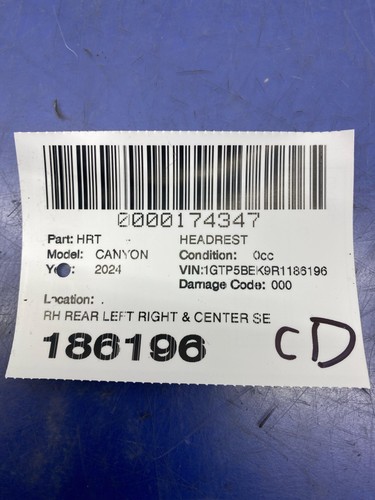 0000174347
Part: HRT HEADREST
Model: CANYON Condition: 0cc
Year: 2024 VIN:1GTP5BEK9R1186196
Damage Code: 000
Location: .
RH REAR LEFT RIGHT & CENTER SE
186196 CD